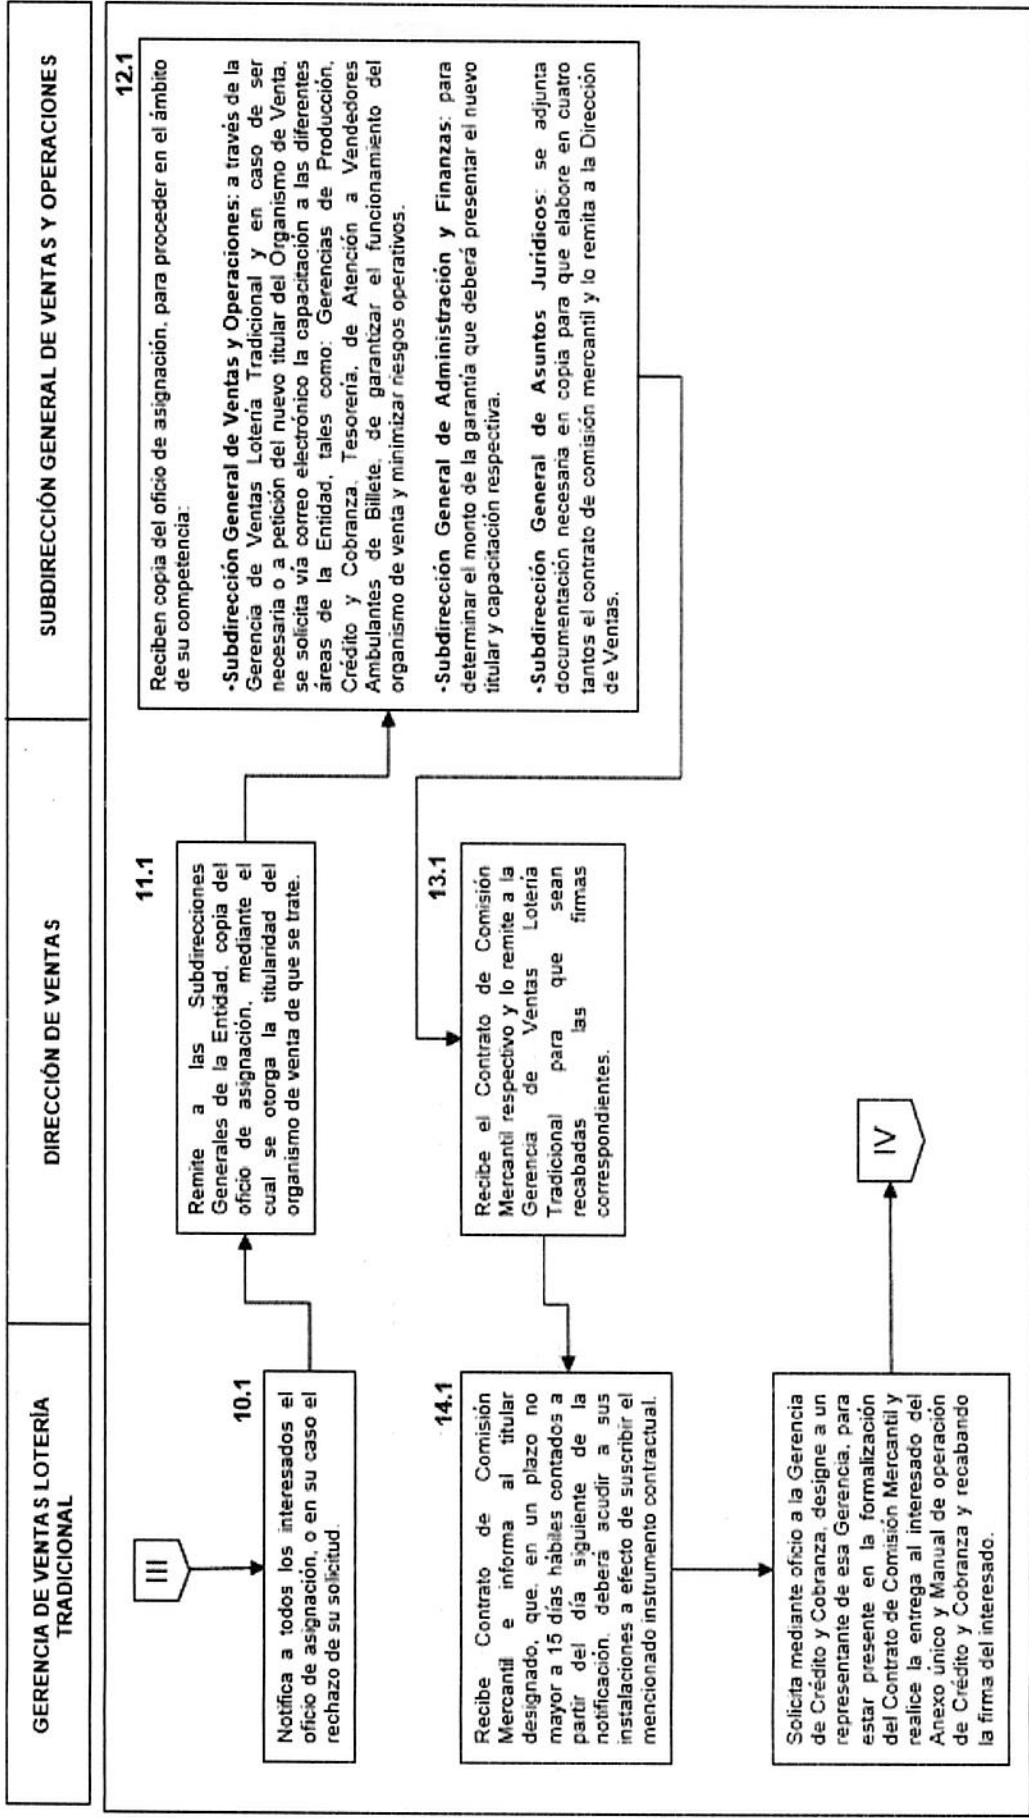 GERENCIA DE VENTAS LOTERÍA
TRADICIONAL
DIRECCIÓN DE VENTAS
SUBDIRECCIÓN GENERAL DE VENTAS Y OPERACIONES
III
10.1
Notifica a todos los interesados el
oficio de asignación, o en su caso el
rechazo de su solicitud.
11.1
Remite a las Subdirecciones
Generales de la Entidad, copia del
oficio de asignación, mediante el
cual se otorga la titularidad del
organismo de venta de que se trate.
12.1
Reciben copia del oficio de asignación, para proceder en el ámbito
de su competencia:
•Subdirección General de Ventas y Operaciones: a través de la
Gerencia de Ventas Lotería Tradicional y en caso de ser
necesaria o a petición del nuevo titular del Organismo de Venta,
se solicita vía correo electrónico la capacitación a las diferentes
áreas de la Entidad, tales como: Gerencias de Producción,
Crédito y Cobranza, Tesorería, de Atención a Vendedores
Ambulantes de Billete, de garantizar el funcionamiento del
organismo de venta y minimizar riesgos operativos.
•Subdirección General de Administración y Finanzas: para
determinar el monto de la garantía que deberá presentar el nuevo
titular y capacitación respectiva.
•Subdirección General de Asuntos Jurídicos: se adjunta
documentación necesaria en copia para que elabore en cuatro
tantos el contrato de comisión mercantil y lo remita a la Dirección
de Ventas.
13.1
Recibe el Contrato de Comisión
Mercantil respectivo y lo remite a la
Gerencia de Ventas Lotería
Tradicional para que sean
recabadas las firmas
correspondientes.
14.1
Recibe Contrato de Comisión
Mercantil e informa al titular
designado, que, en un plazo no
mayor a 15 días hábiles contados a
partir del día siguiente de la
notificación, deberá acudir a sus
instalaciones a efecto de suscribir el
mencionado instrumento contractual.
Solicita mediante oficio a la Gerencia
de Crédito y Cobranza, designe a un
representante de esa Gerencia, para
estar presente en la formalización
del Contrato de Comisión Mercantil y
realice la entrega al interesado del
Anexo único y Manual de operación
de Crédito y Cobranza y recabando
la firma del interesado.
IV